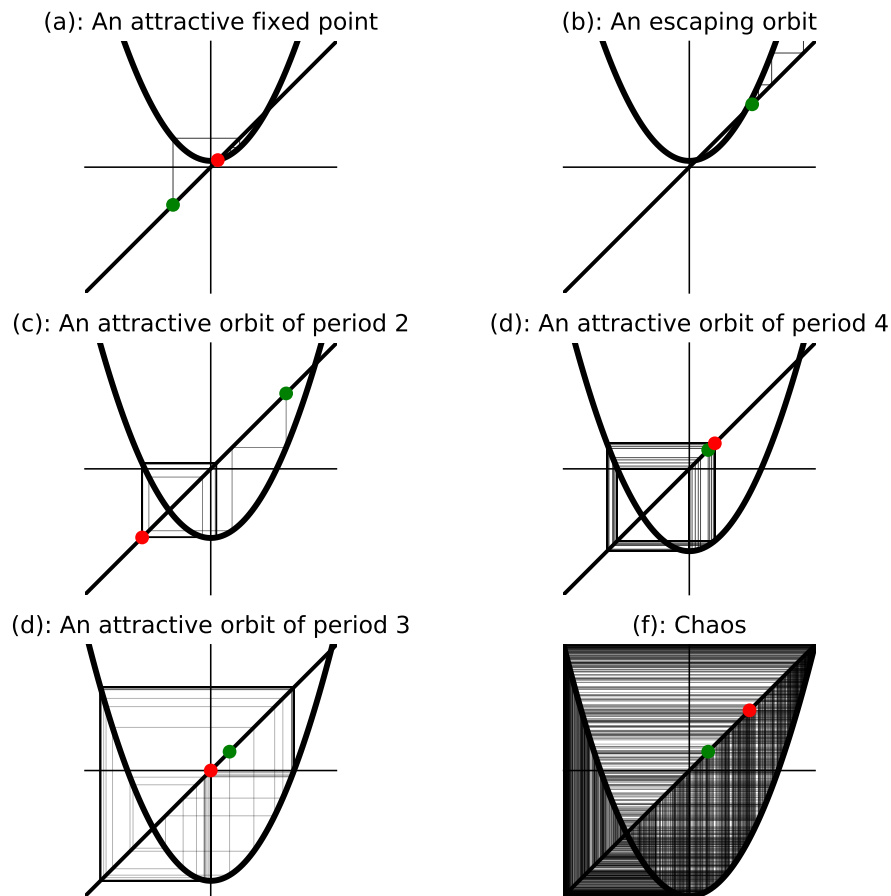 (a): An attractive fixed point
(b): An escaping orbit
(c): An attractive orbit of period 2
(d): An attractive orbit of period 4
(d): An attractive orbit of period 3
(f): Chaos